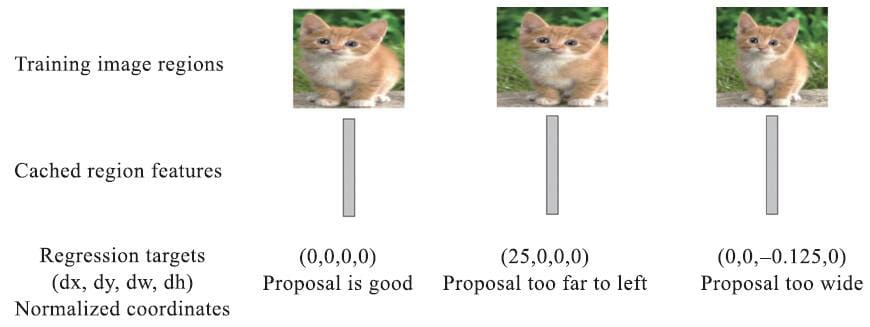 Training image regions
Cached region features
Regression targets
(dx, dy, dw, dh)
Normalized coordinates
(0,0,0,0)
Proposal is good
(25,0,0,0)
Proposal too far to left
(0,0,–0.125,0)
Proposal too wide